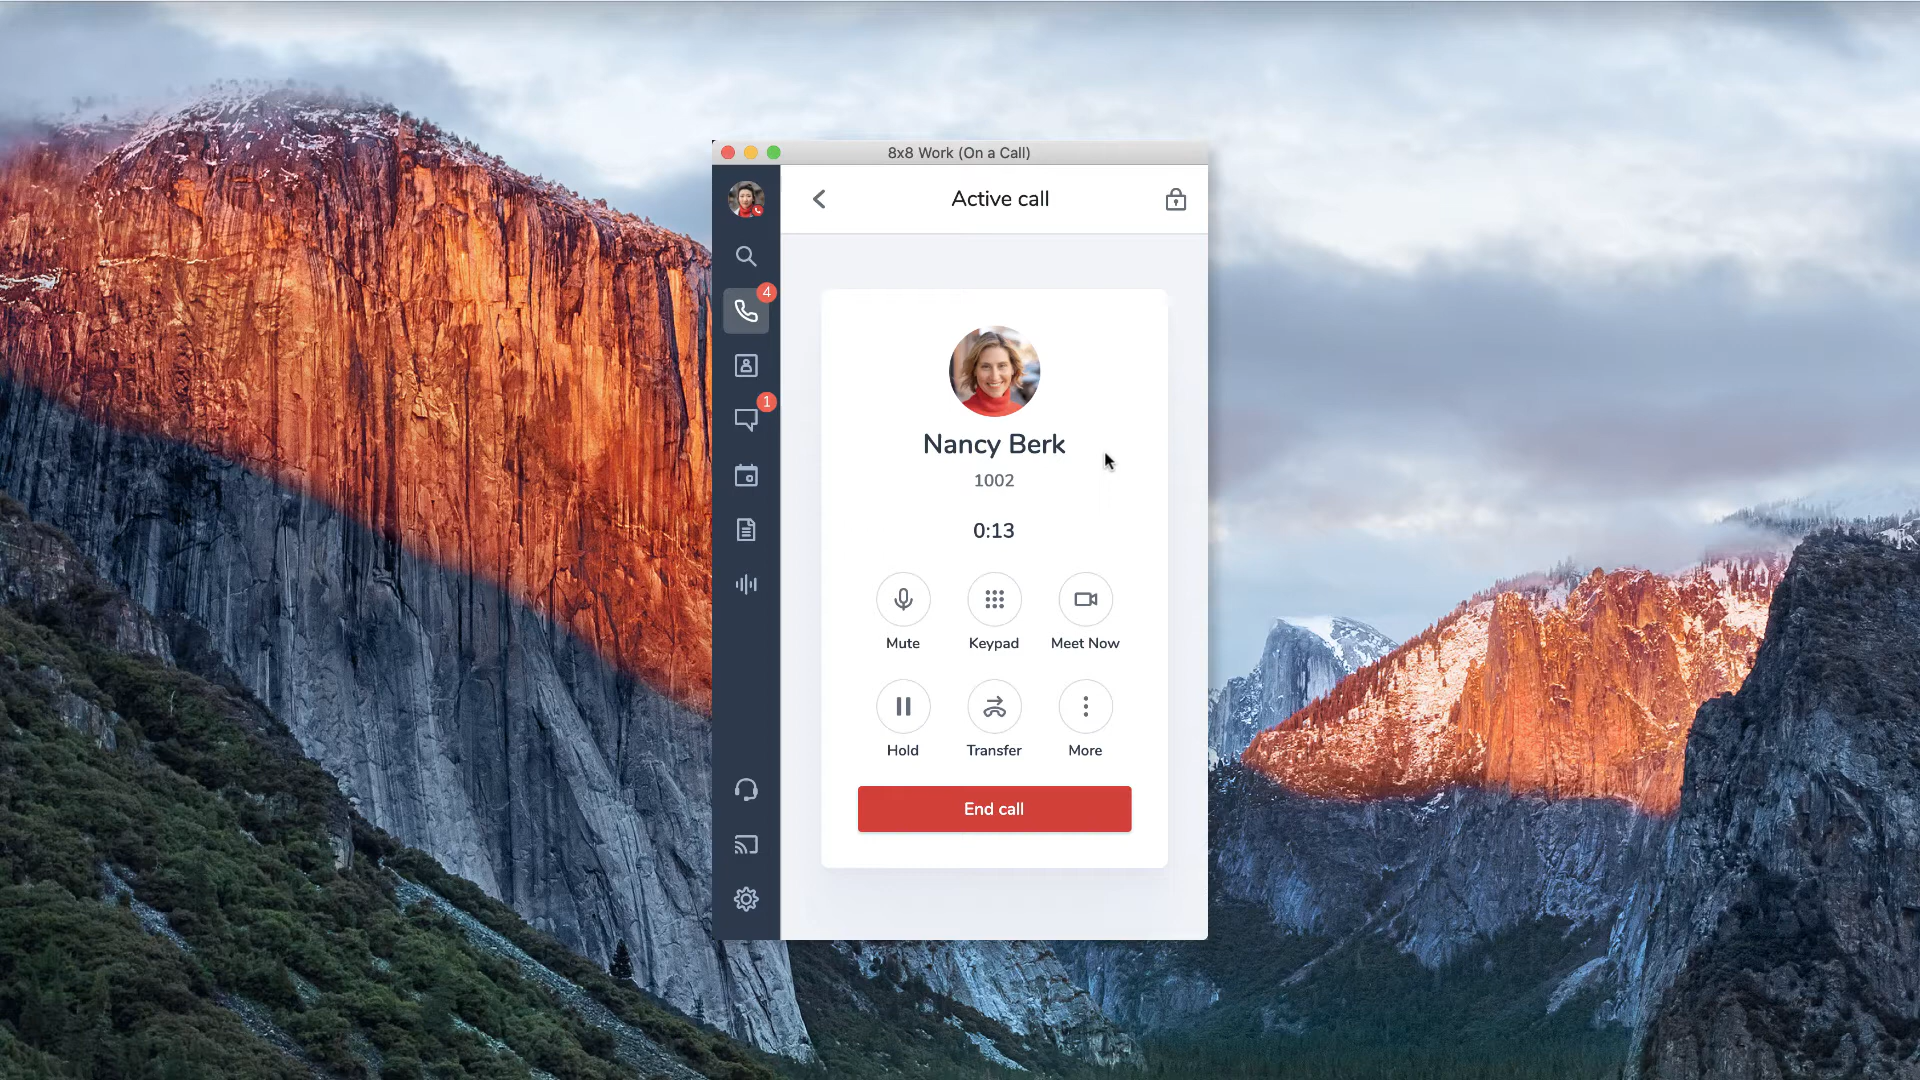 8x8 Work (On a Call)
Active call
4
1
Nancy Berk
1002
0:13
Mute
Keypad
Meet Now
Hold
Transfer
More
End call